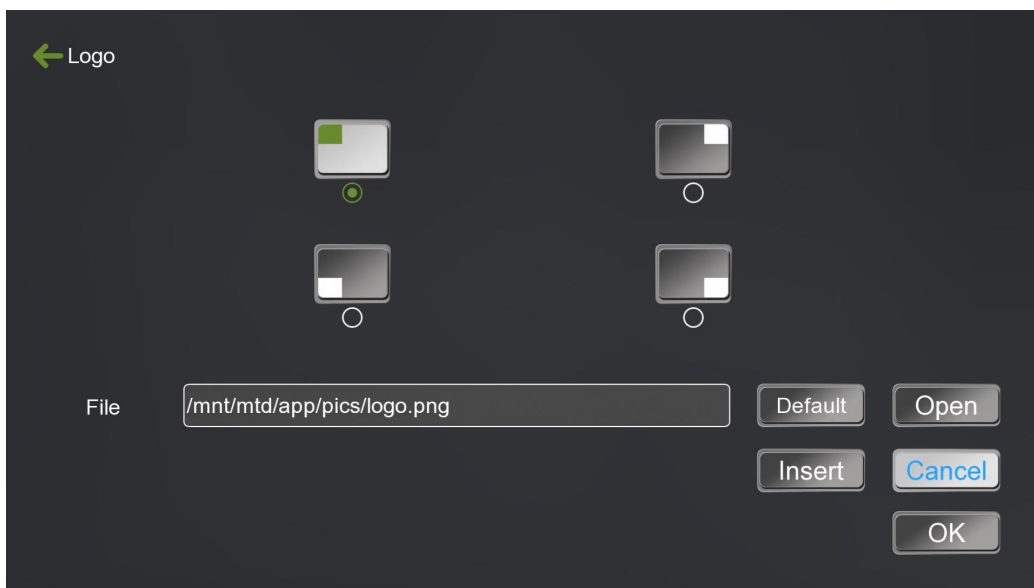 Logo
File
/mnt/mtd/app/pics/logo.png
Default
Open
Insert
Cancel
OK